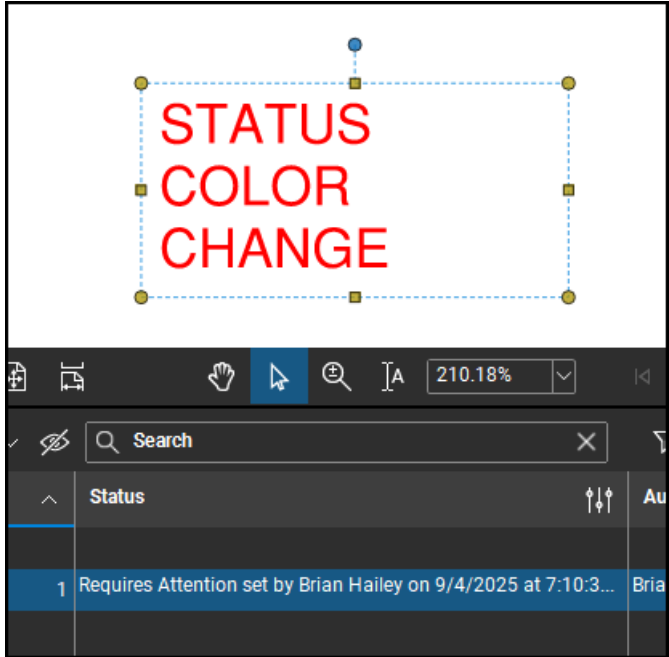 STATUS
COLOR
CHANGE
A
210.18%
Search
Status
Au
1 Requires Attention set by Brian Hailey on 9/4/2025 at 7:10:3... Bria